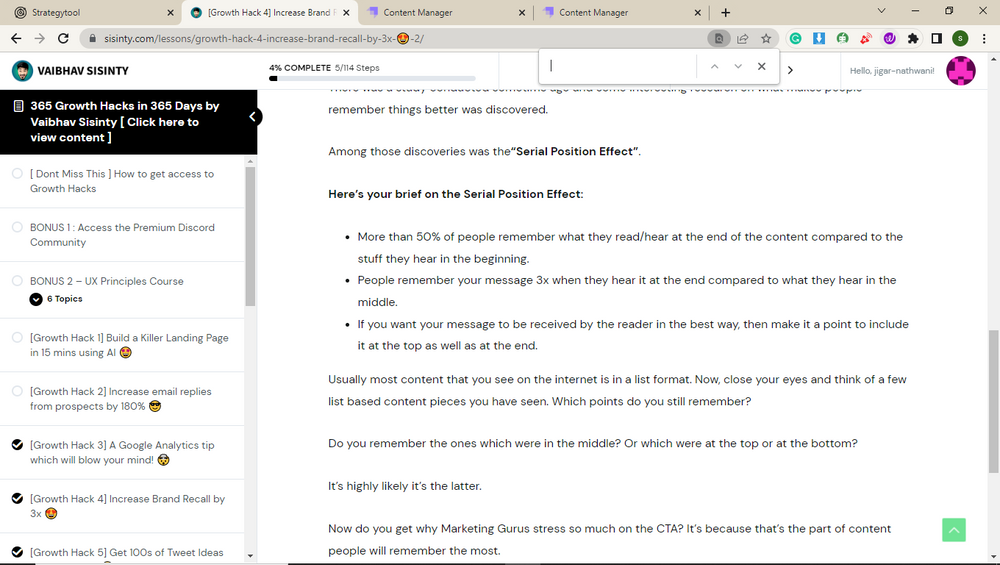 Strategytool
[Growth Hack 4] Increase Brand R
Content Manager
Content Manager
sisinty.com/lessons/growth-hack-4-increase-brand-recall-by-3x-🤩-2/
VAIBHAV SISINTY
4% COMPLETE 5/114 Steps
Hello, jigar-nathwani!
S
365 Growth Hacks in 365 Days by
Vaibhav Sisinty [ Click here to
view content ]
[ Dont Miss This ] How to get access to
Growth Hacks
BONUS 1 : Access the Premium Discord
Community
BONUS 2 – UX Principles Course
6 Topics
[Growth Hack 1] Build a Killer Landing Page
in 15 mins using AI 🤩
[Growth Hack 2] Increase email replies
from prospects by 180% 😎
[Growth Hack 3] A Google Analytics tip
which will blow your mind! 🤯
[Growth Hack 4] Increase Brand Recall by
3x 🤩
[Growth Hack 5] Get 100s of Tweet Ideas
There was a study conducted sometime ago and some interesting research on what makes people
remember things better was discovered.
Among those discoveries was the“Serial Position Effect”.
Here’s your brief on the Serial Position Effect:
• More than 50% of people remember what they read/hear at the end of the content compared to the
stuff they hear in the beginning.
• People remember your message 3x when they hear it at the end compared to what they hear in the
middle.
• If you want your message to be received by the reader in the best way, then make it a point to include
it at the top as well as at the end.
Usually most content that you see on the internet is in a list format. Now, close your eyes and think of a few
list based content pieces you have seen. Which points do you still remember?
Do you remember the ones which were in the middle? Or which were at the top or at the bottom?
It’s highly likely it’s the latter.
Now do you get why Marketing Gurus stress so much on the CTA? It’s because that’s the part of content
people will remember the most.